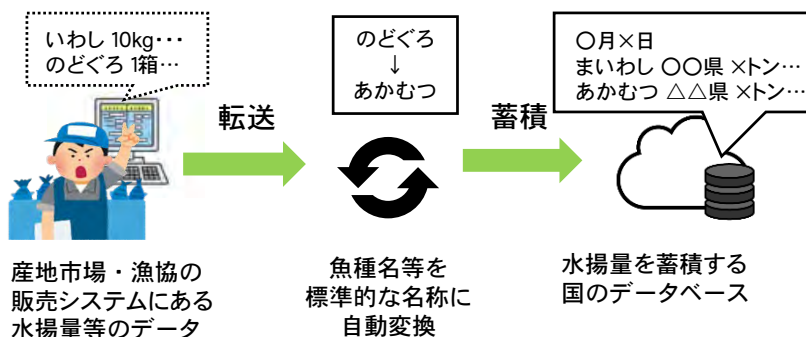 いわし 10kg・・・
のどぐろ 1箱…
転送
のどぐろ
↓
あかむつ
蓄積
〇月×日
まいわし 〇〇県 ×トン…
あかむつ △△県 ×トン…
産地市場・漁協の
販売システムにある
水揚量等のデータ
魚種名等を
標準的な名称に
自動変換
水揚量を蓄積する
国のデータベース